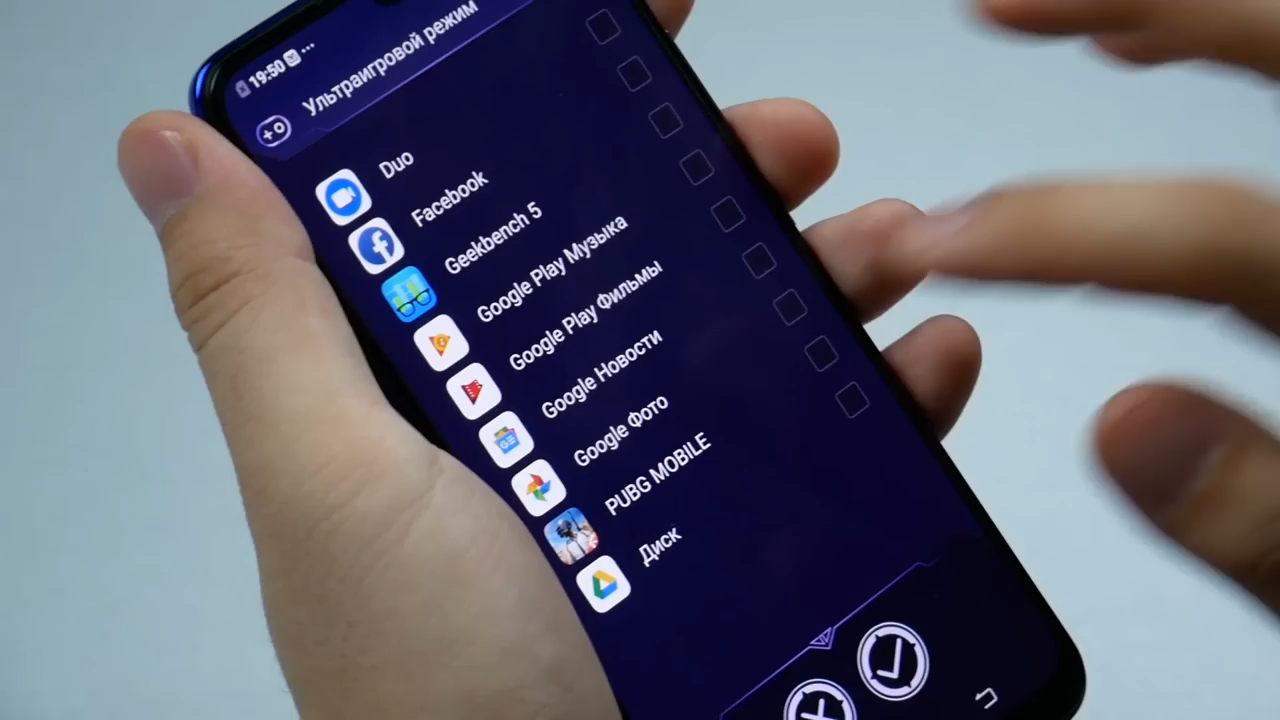 19:50
Ультраигровой режим
Duo
Facebook
Geekbench 5
Google Play Музыка
Google Play Фильмы
Google Новости
Google Фото
PUBG MOBILE
Диск